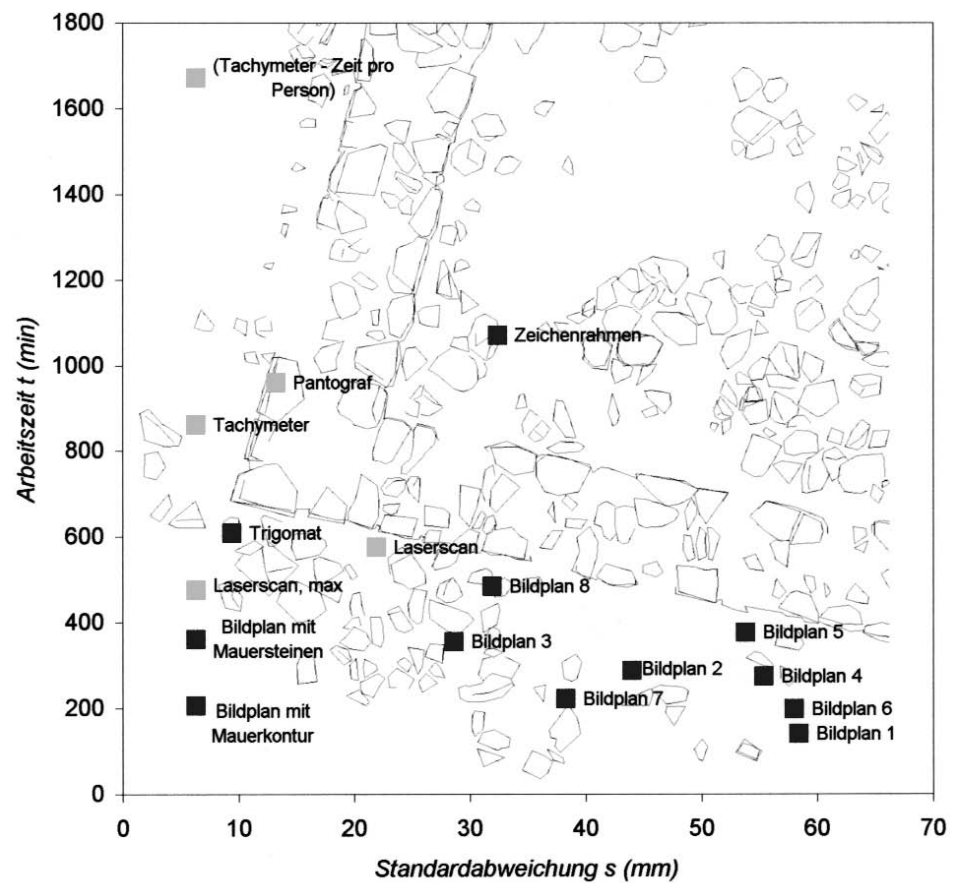 1800
1600
1400
1200
1000
800
600
400
200
0
Arbeitszeit t (min)
(Tachymeter - Zeit pro
Person)
Zeichenrahmen
Pantograf
Tachymeter
Trigomat
Laserscan
Laserscan, max
Bildplan 8
Bildplan mit
Mauersteinen
Bildplan 3
Bildplan 5
Bildplan 2
Bildplan 4
Bildplan 7
Bildplan mit
Mauerkontur
Bildplan 6
Bildplan 1
0 10 20 30 40 50 60 70
Standardabweichung s (mm)